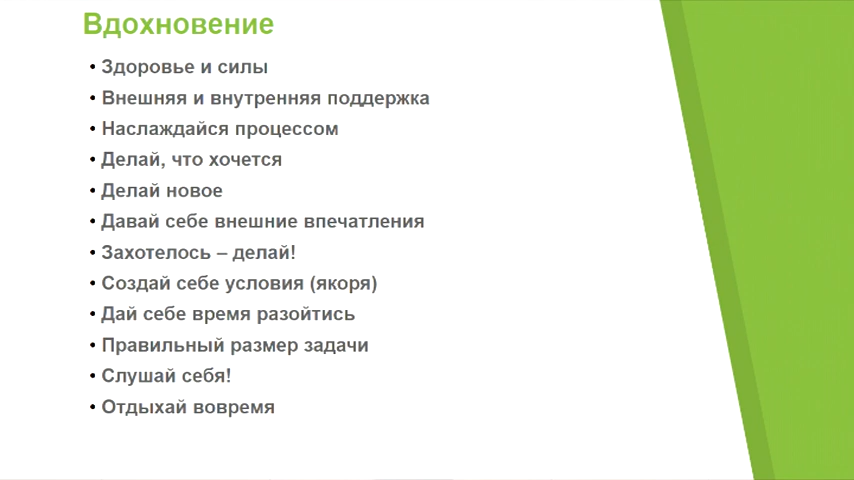 Вдохновение
• Здоровье и силы
• Внешняя и внутренняя поддержка
• Наслаждайся процессом
• Делай, что хочется
• Делай новое
• Давай себе внешние впечатления
• Захотелось – делай!
• Создай себе условия (якоря)
• Дай себе время разойтись
• Правильный размер задачи
• Слушай себя!
• Отдыхай вовремя